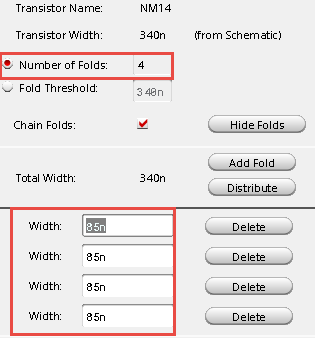 Transistor Name: NM14
Transistor Width: 340n (from Schematic)
Number of Folds: 4
Fold Threshold: 340n
Chain Folds: Hide Folds
Add Fold
Total Width: 340n
Distribute
Width: 85n Delete
Width: 85n Delete
Width: 85n Delete
Width: 85n Delete